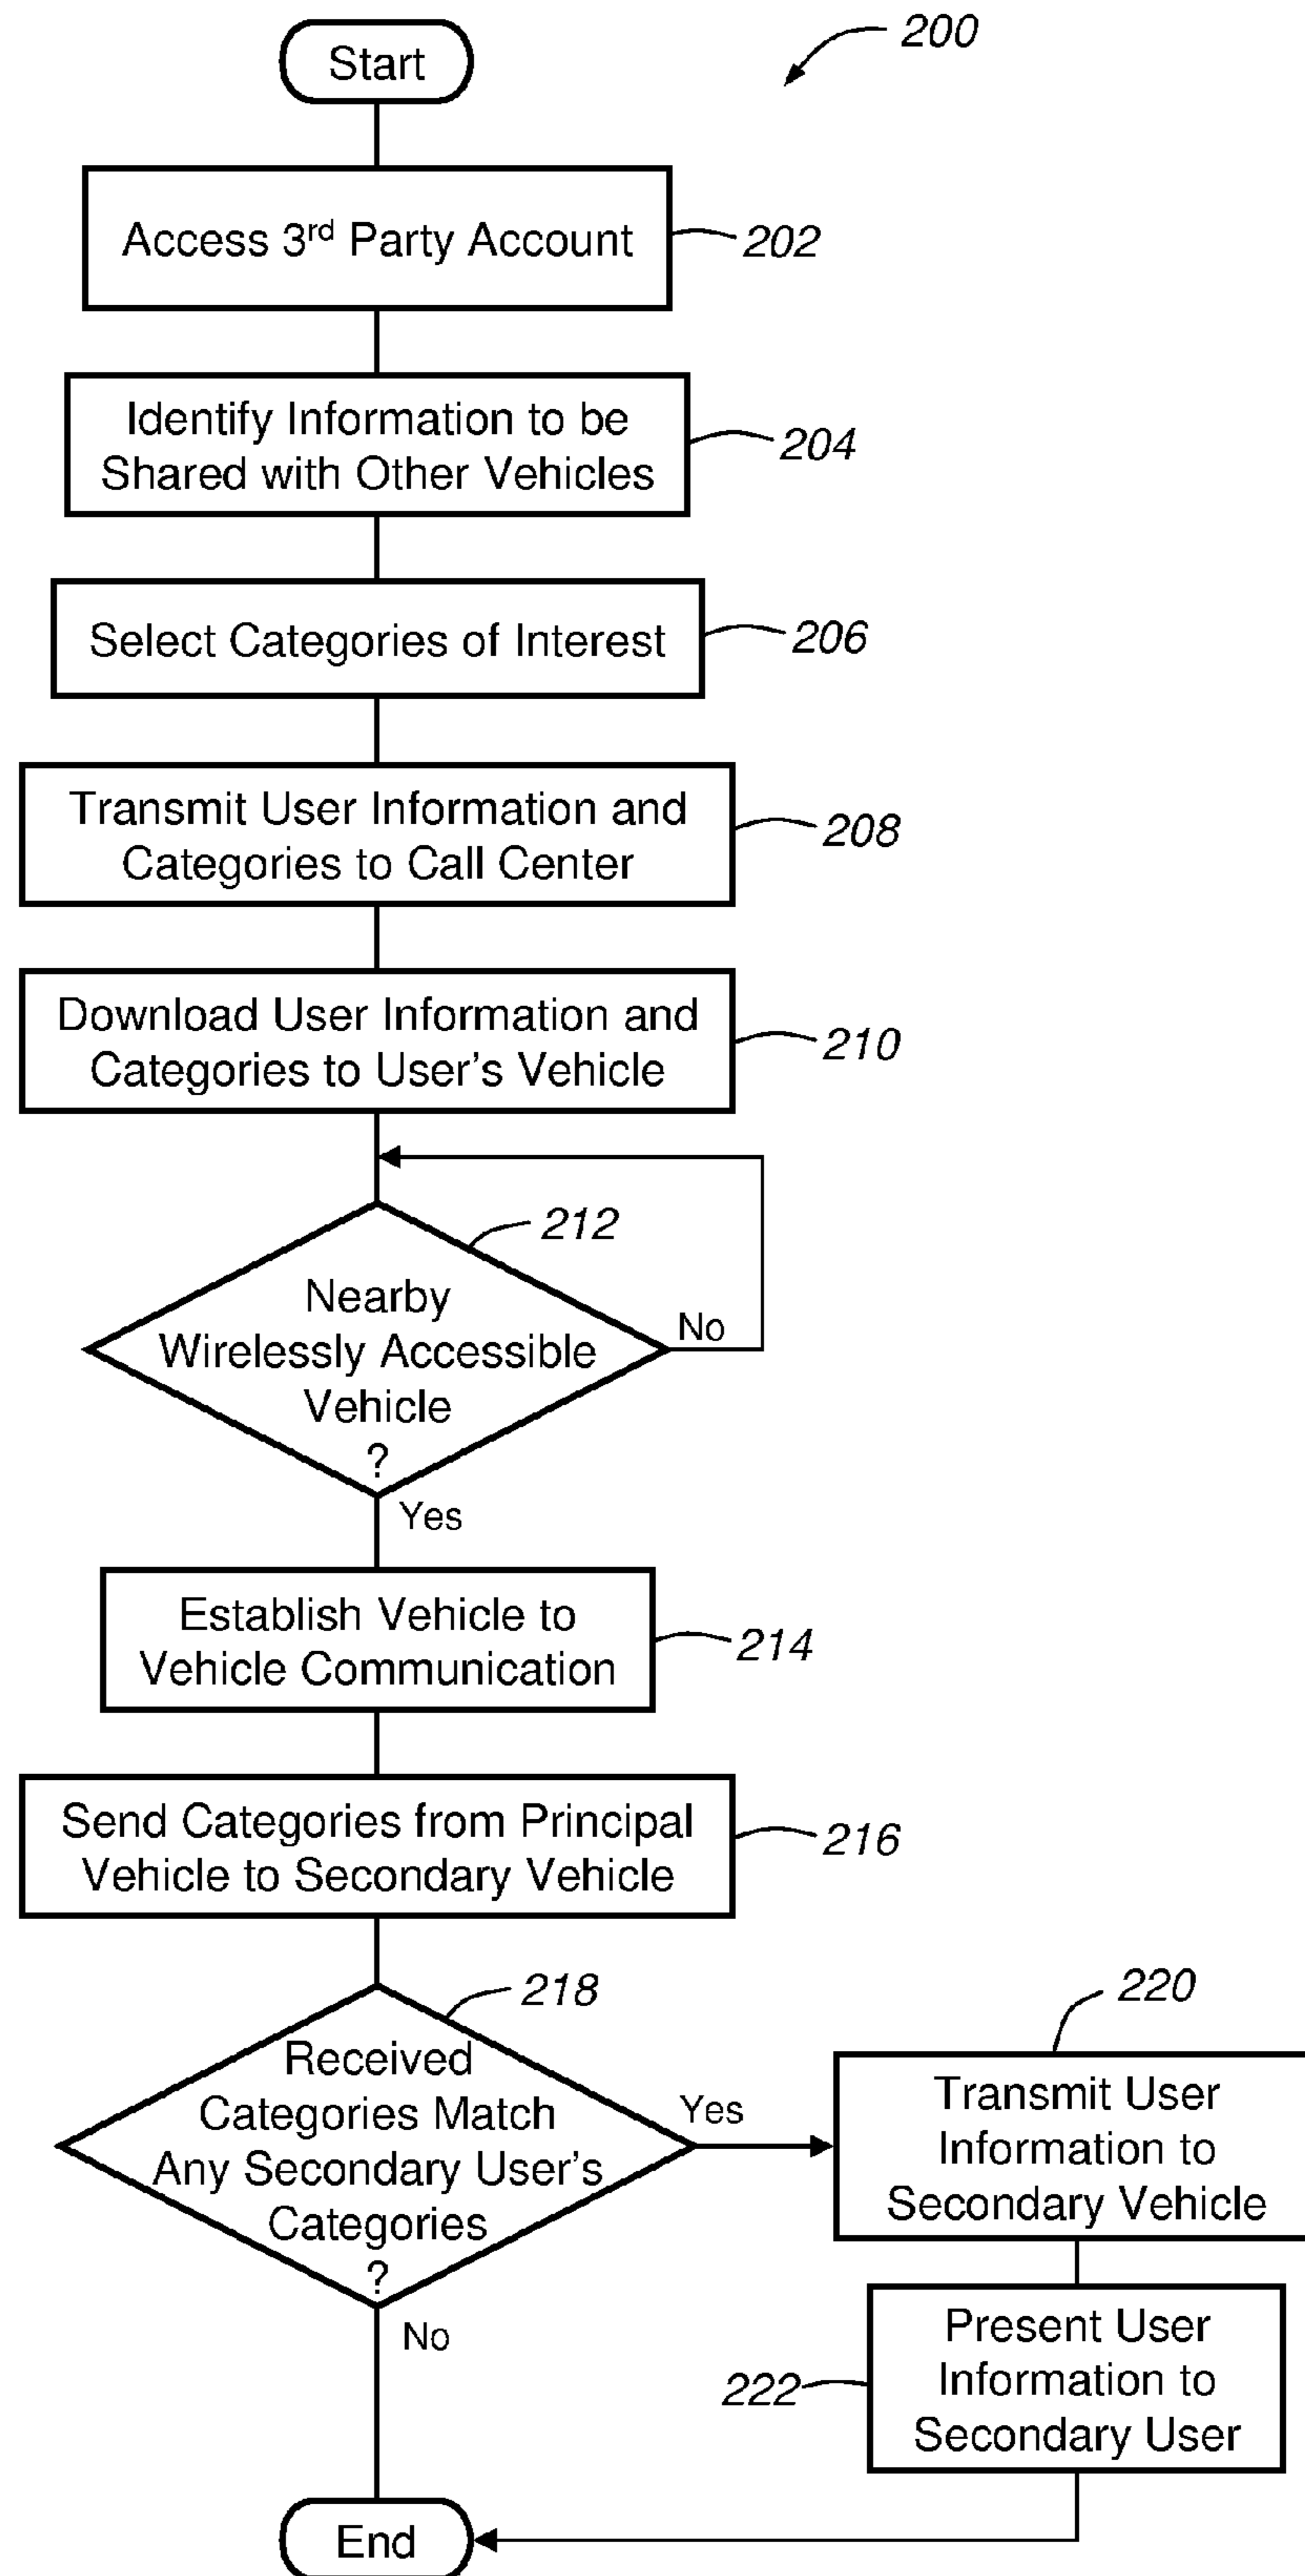 Start
200
Access 3rd Party Account
202
Identify Information to be
Shared with Other Vehicles
204
Select Categories of Interest
206
Transmit User Information and
Categories to Call Center
208
Download User Information and
Categories to User's Vehicle
210
212
Nearby
Wirelessly Accessible
Vehicle
?
No
Yes
Establish Vehicle to
Vehicle Communication
214
Send Categories from Principal
Vehicle to Secondary Vehicle
216
218
Received
Categories Match
Any Secondary User's
Categories
?
Yes
No
220
Transmit User
Information to
Secondary Vehicle
Present User
Information to
Secondary User
222
End